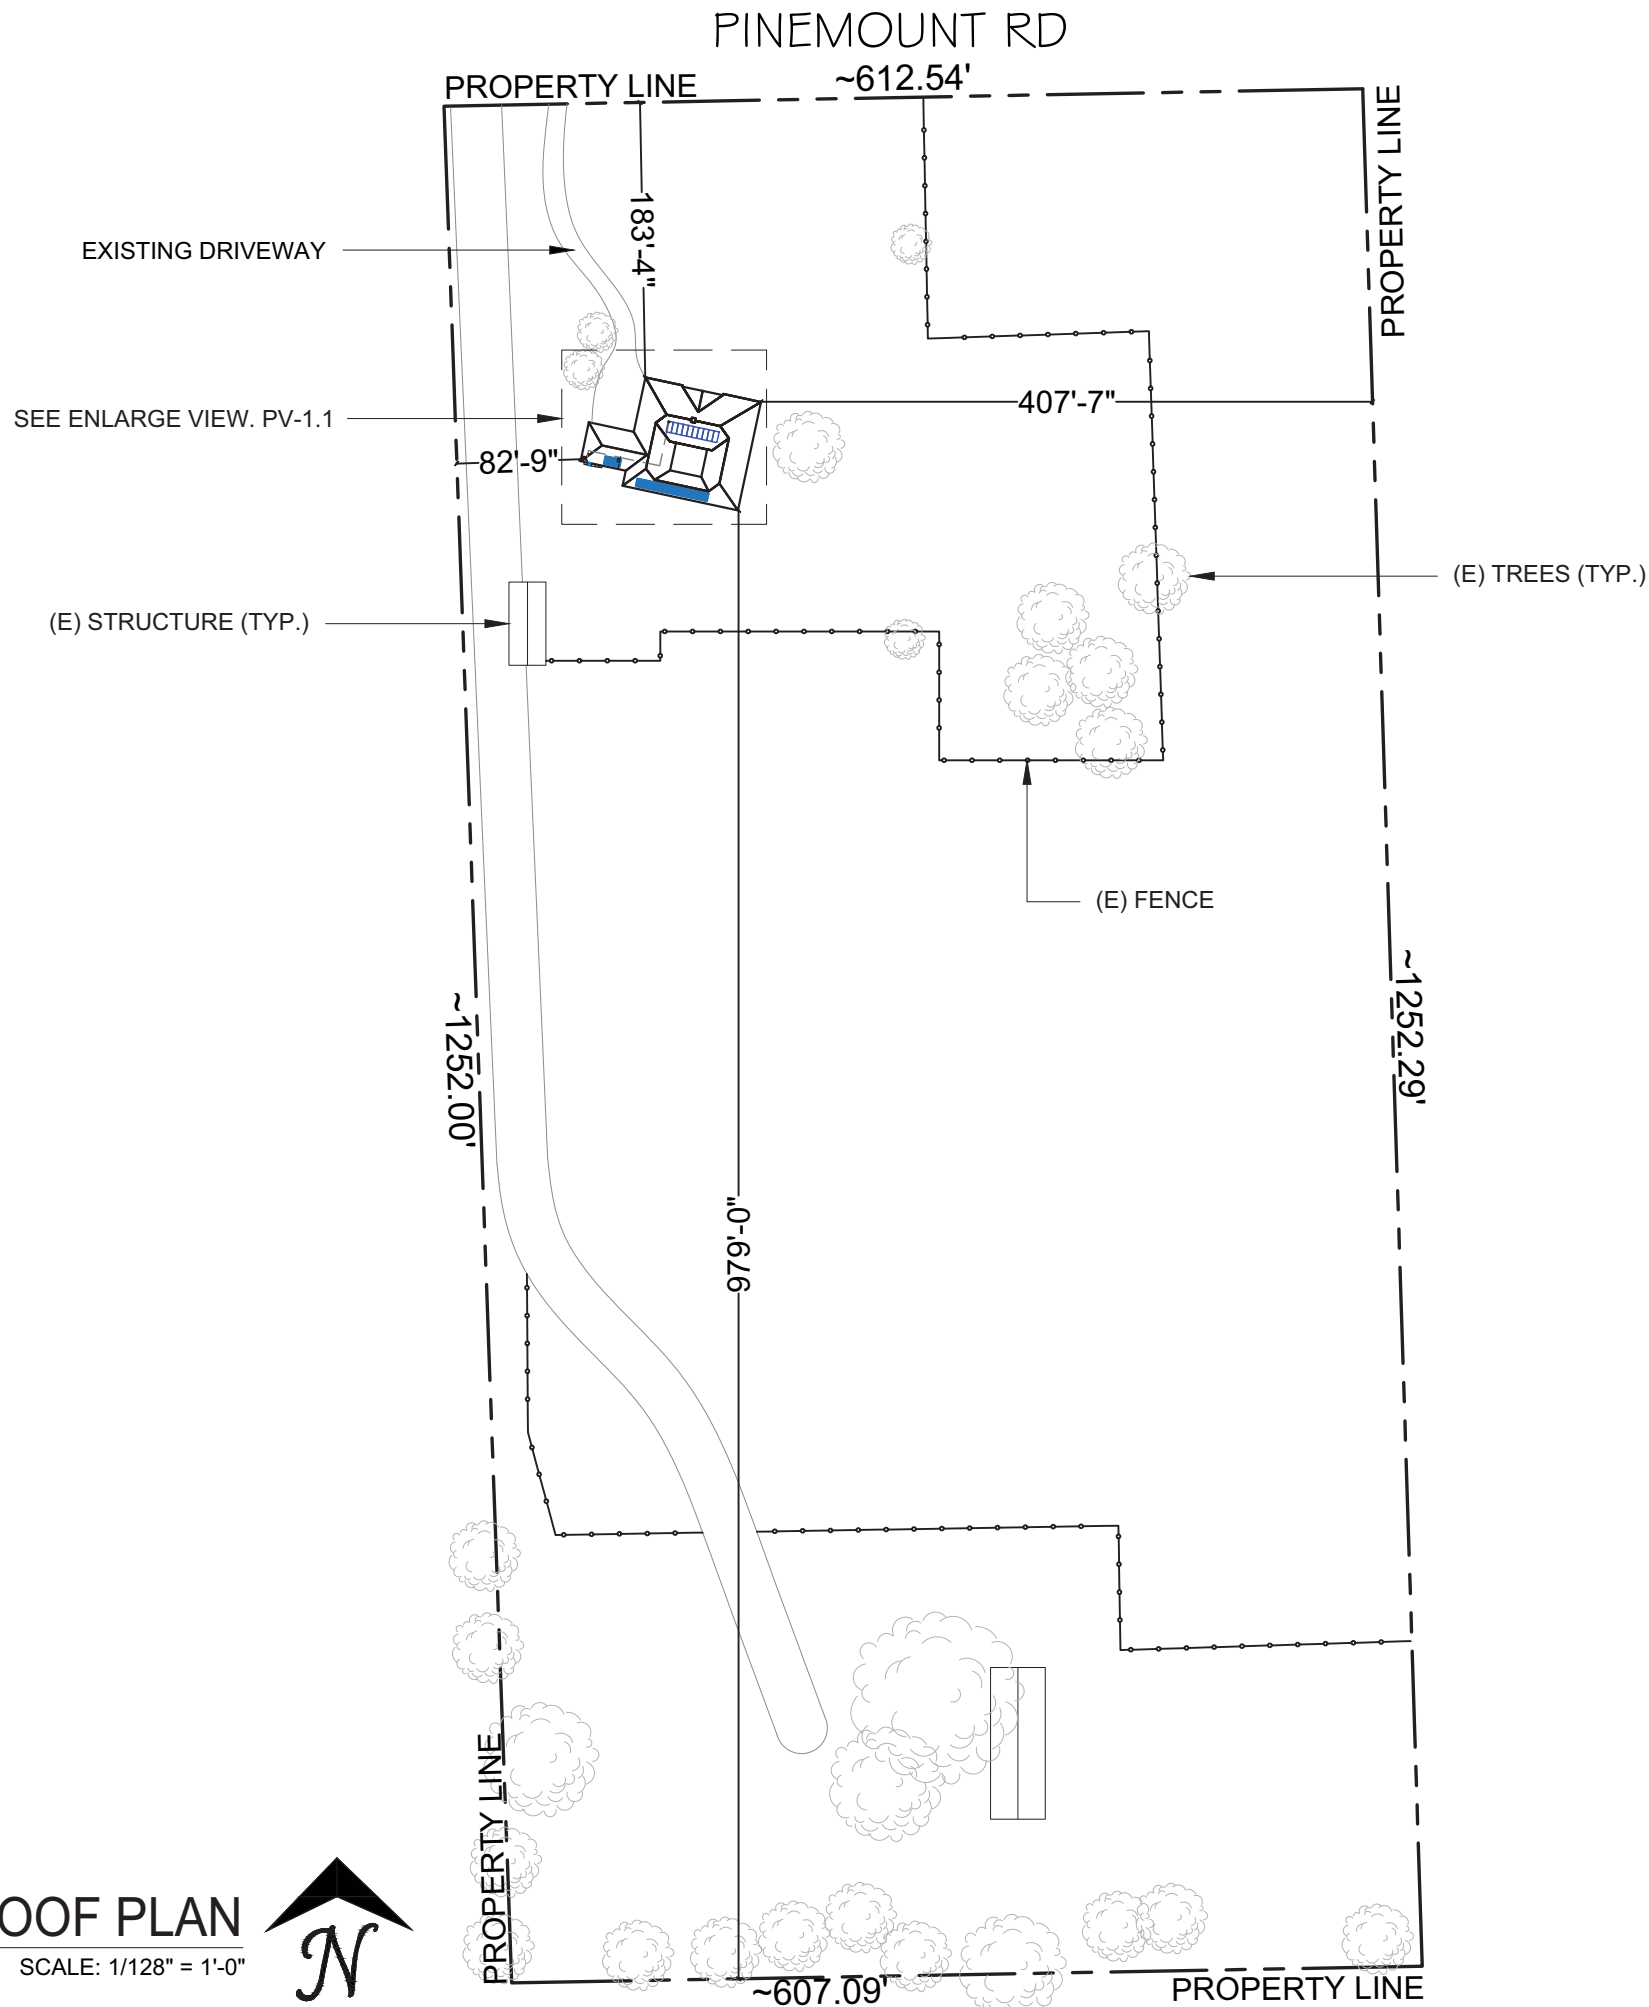 PINEMOUNT RD
~612.54'
PROPERTY LINE
PROPERTY LINE
183'-4"
EXISTING DRIVEWAY
SEE ENLARGE VIEW. PV-1.1
407'-7"
82'-9"
(E) TREES (TYP.)
(E) STRUCTURE (TYP.)
(E) FENCE
~1252.00'
~1252.29'
979'-0"
PROPERTY LINE
OOF PLAN
SCALE: 1/128" = 1'-0"
N
~607.09'
PROPERTY LINE